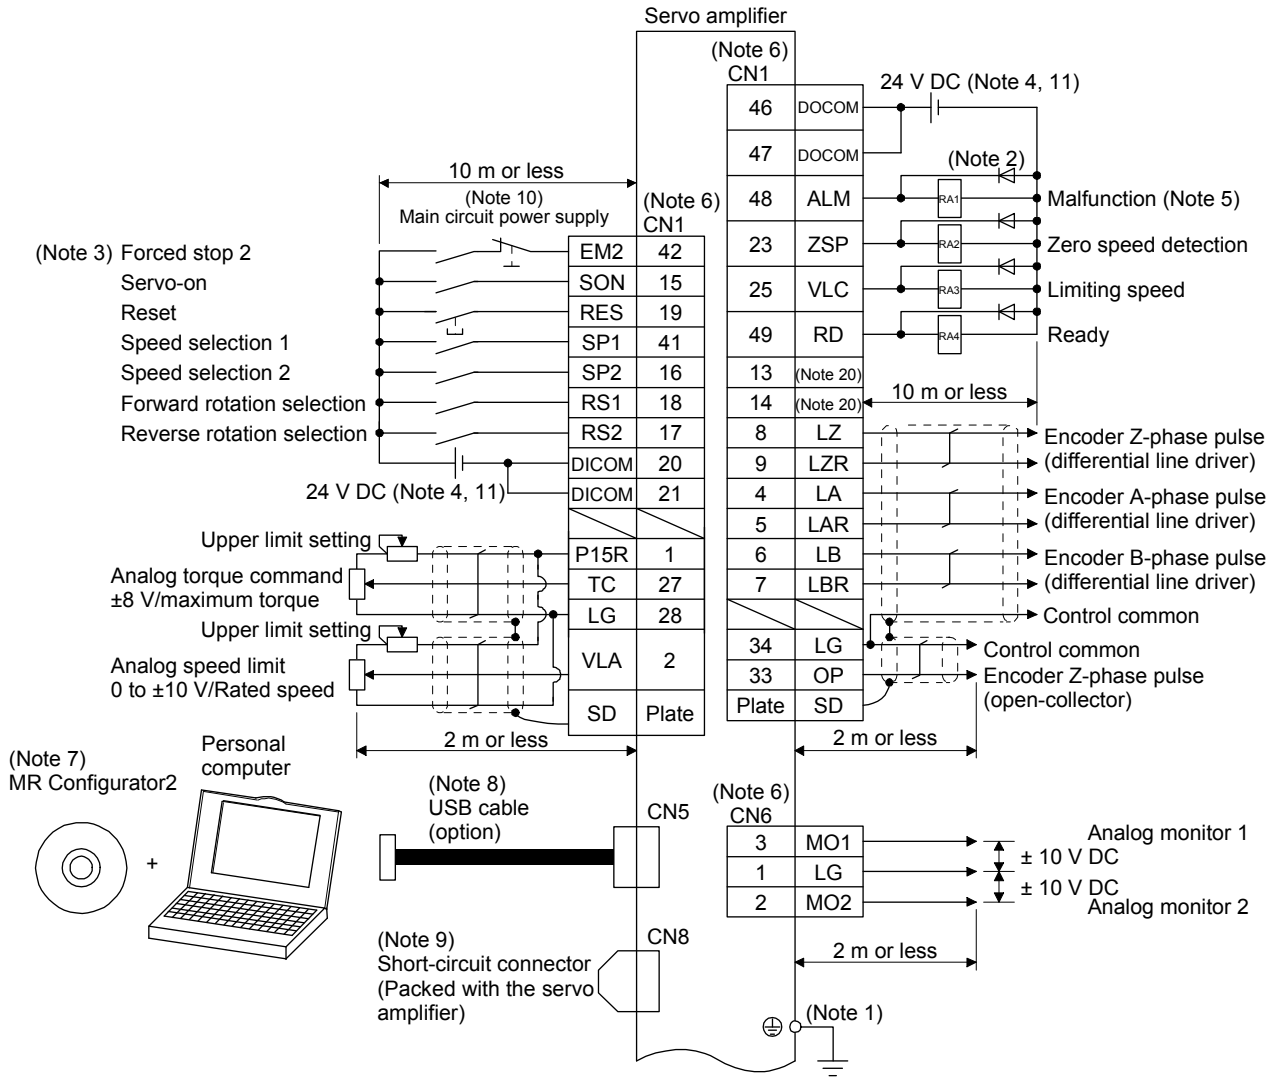 Servo amplifier
(Note 6)
CN1
24 V DC (Note 4, 11)
46 DOCOM
47 DOCOM
(Note 2)
48 ALM RA1 Malfunction (Note 5)
23 ZSP RA2 Zero speed detection
25 VLC RA3 Limiting speed
49 RD RA4 Ready
13 (Note 20)
14 (Note 20)
10 m or less
8 LZ
9 LZR
Encoder Z-phase pulse
(differential line driver)
4 LA
5 LAR
Encoder A-phase pulse
(differential line driver)
6 LB
7 LBR
Encoder B-phase pulse
(differential line driver)
Control common
34 LG
Control common
33 OP
Encoder Z-phase pulse
(open-collector)
Plate SD
2 m or less
10 m or less
(Note 10)
Main circuit power supply
(Note 6)
CN1
(Note 3) Forced stop 2 EM2 42
Servo-on SON 15
Reset RES 19
Speed selection 1 SP1 41
Speed selection 2 SP2 16
Forward rotation selection RS1 18
Reverse rotation selection RS2 17
DICOM 20
24 V DC (Note 4, 11) DICOM 21
Upper limit setting
P15R 1
Analog torque command
±8 V/maximum torque
TC 27
LG 28
Upper limit setting
Analog speed limit
0 to ±10 V/Rated speed
VLA 2
SD Plate
2 m or less
(Note 7)
MR Configurator2
Personal
computer
+
(Note 8)
USB cable
(option)
CN5
(Note 9)
Short-circuit connector
(Packed with the servo
amplifier)
CN8
(Note 6)
CN6
3 MO1
Analog monitor 1
± 10 V DC
1 LG
± 10 V DC
2 MO2
Analog monitor 2
2 m or less
(Note 1)